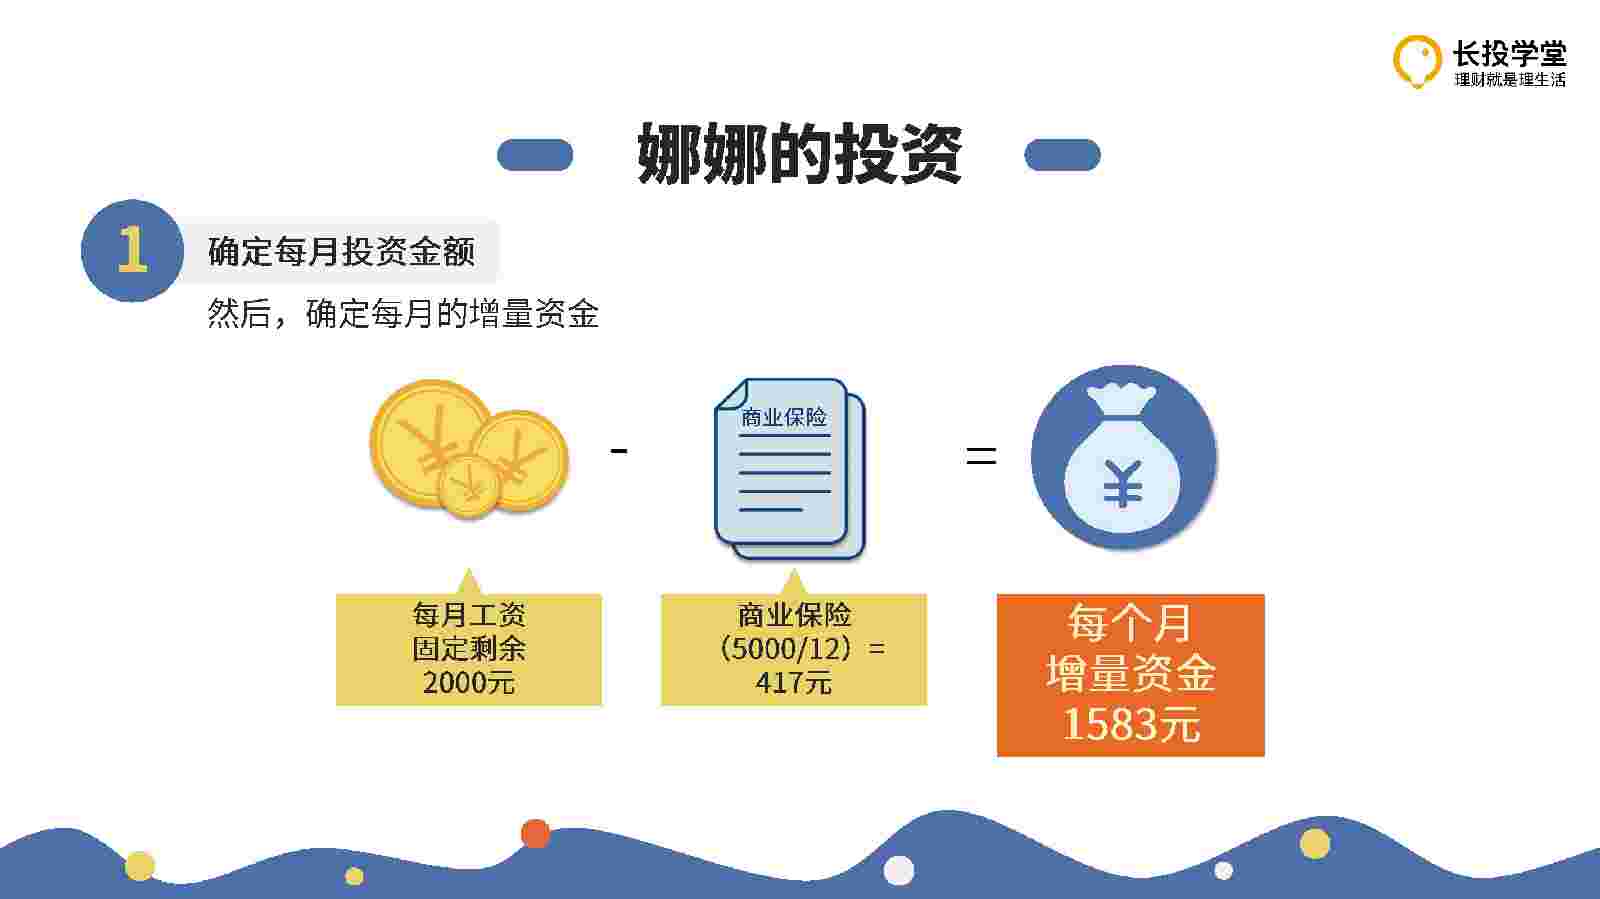 长投学堂
理财就是理生活
娜娜的投资
1
确定每月投资金额
然后，确定每月的增量资金
商业保险
-
=
每月工资
固定剩余
2000元
商业保险
（5000/12）=
417元
每个月
增量资金
1583元